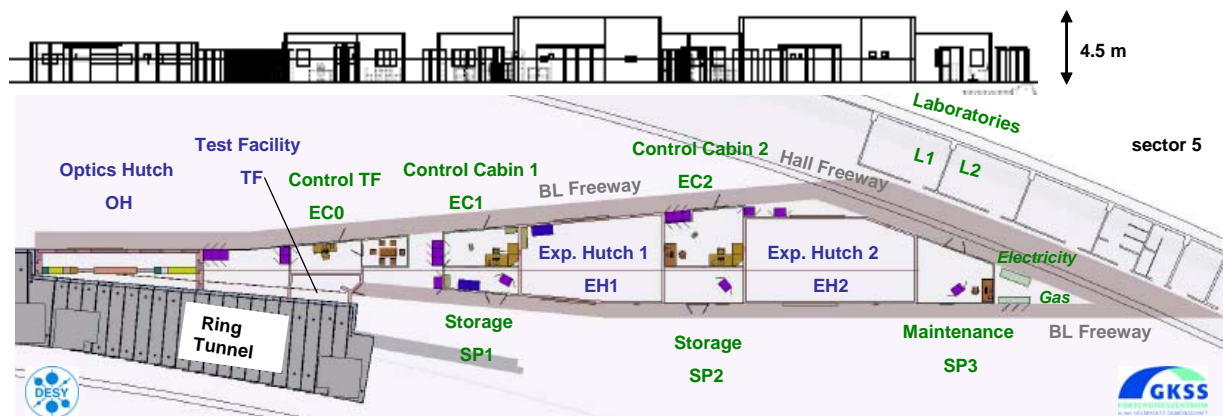 4.5 m
Laboratories
sector 5
Test Facility
TF
Optics Hutch
OH
Control TF
EC0
Control Cabin 1
EC1
BL Freeway
Control Cabin 2
EC2
Hall Freeway
L1
L2
Exp. Hutch 1
EH1
Exp. Hutch 2
EH2
Electricity
Gas
Ring
Tunnel
Storage
SP1
Storage
SP2
Maintenance
SP3
BL Freeway
DESY
GKSS
FORSCHUNGSZENTRUM